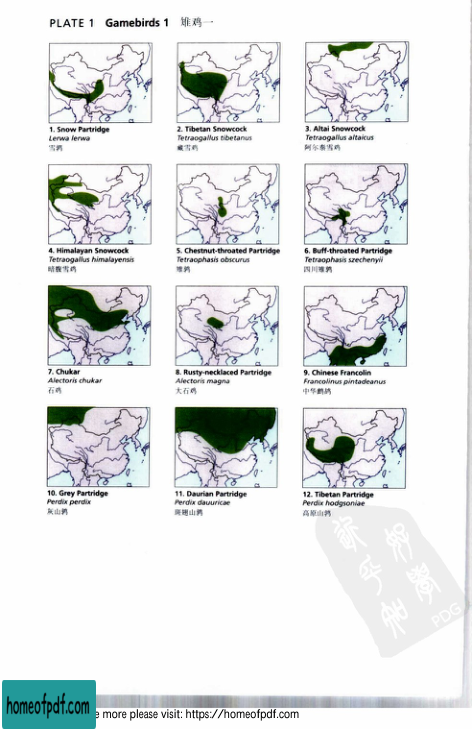 PLATE 1 Gamebirds 1 雉鸡一
1. Snow Partridge
Lerwa lerwa
雪鹑
2. Tibetan Snowcock
Tetraogallus tibetanus
藏雪鸡
3. Altai Snowcock
Tetraogallus altaicus
阿尔泰雪鸡
4. Himalayan Snowcock
Tetraogallus himalayensis
暗腹雪鸡
5. Chestnut-throated Partridge
Tetraophasis obscurus
雉鹑
6. Buff-throated Partridge
Tetraophasis szechenyii
四川雉鹑
7. Chukar
Alectoris chukar
石鸡
8. Rusty-necklaced Partridge
Alectoris magna
大石鸡
9. Chinese Francolin
Francolinus pintadeanus
中华鹧鸪
10. Grey Partridge
Perdix perdix
灰山鹑
11. Daurian Partridge
Perdix dauuricae
斑翅山鹑
12. Tibetan Partridge
Perdix hodgsoniae
高原山鹑
PDG
homeofpdf.com
e more please visit: https://homeofpdf.com